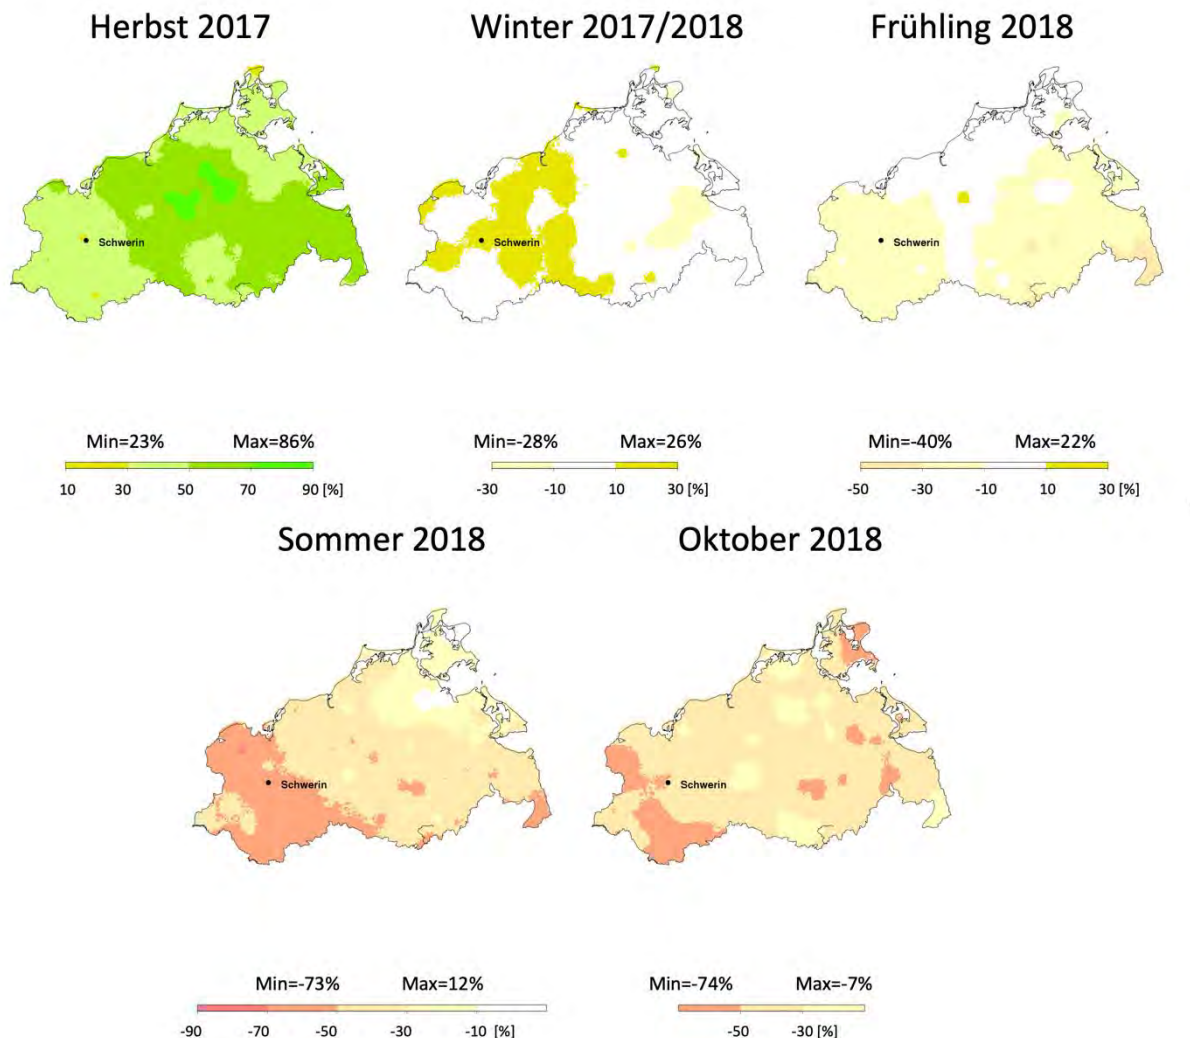 Herbst 2017
Winter 2017/2018
Frühling 2018
Schwerin
Schwerin
Schwerin
Min=23% Max=86%
10 30 50 70 90 [%]
Min=-28% Max=26%
-30 -10 10 30 [%]
Min=-40% Max=22%
-50 -30 -10 10 30 [%]
Sommer 2018
Oktober 2018
Schwerin
Schwerin
Min=-73% Max=12%
-90 -70 -50 -30 -10 [%]
Min=-74% Max=-7%
-50 -30 [%]